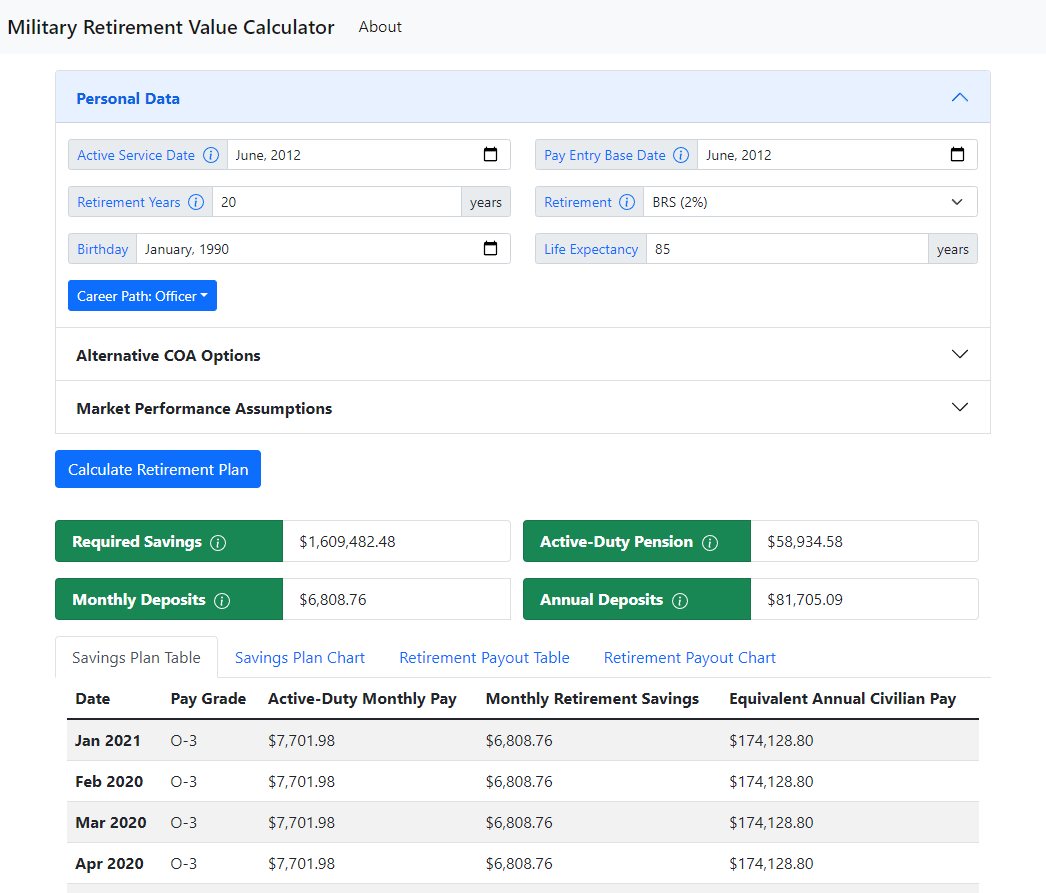 Military Retirement Value Calculator About
Personal Data
Active Service Date June, 2012 Pay Entry Base Date June, 2012
Retirement Years 20 years Retirement BRS (2%)
Birthday January, 1990 Life Expectancy 85 years
Career Path: Officer
Alternative COA Options
Market Performance Assumptions
Calculate Retirement Plan
Required Savings $1,609,482.48 Active-Duty Pension $58,934.58
Monthly Deposits $6,808.76 Annual Deposits $81,705.09
Savings Plan Table Savings Plan Chart Retirement Payout Table Retirement Payout Chart
Date Pay Grade Active-Duty Monthly Pay Monthly Retirement Savings Equivalent Annual Civilian Pay
Jan 2021 O-3 $7,701.98 $6,808.76 $174,128.80
Feb 2020 O-3 $7,701.98 $6,808.76 $174,128.80
Mar 2020 O-3 $7,701.98 $6,808.76 $174,128.80
Apr 2020 O-3 $7,701.98 $6,808.76 $174,128.80